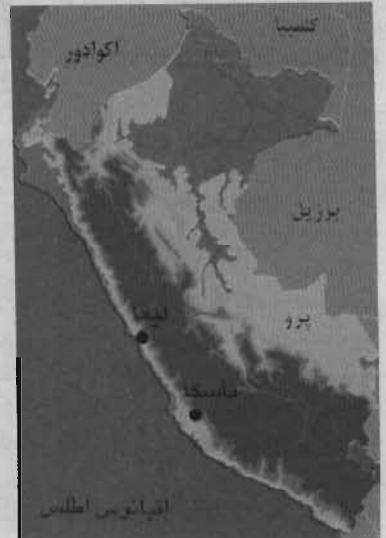 کلمبیا
اکوادور
برزیل
پرو
لیما
ناسکا
اقیانوس اطلس